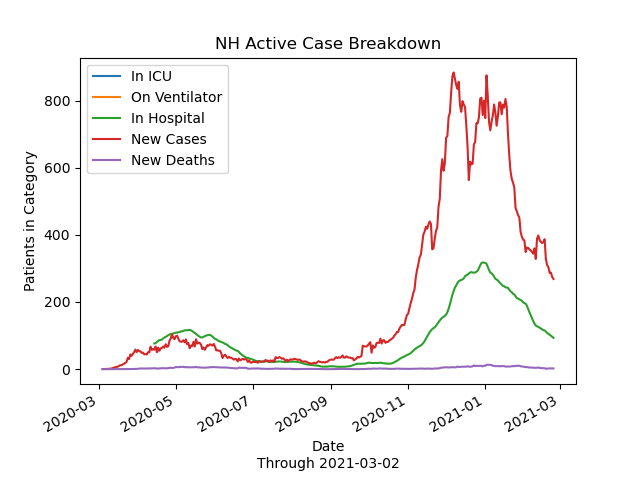 NH Active Case Breakdown
In ICU
On Ventilator
In Hospital
New Cases
New Deaths
Patients in Category
800
600
400
200
0
2020-03
2020-05
2020-07
2020-09
2020-11
2021-01
2021-03
Date
Through 2021-03-02